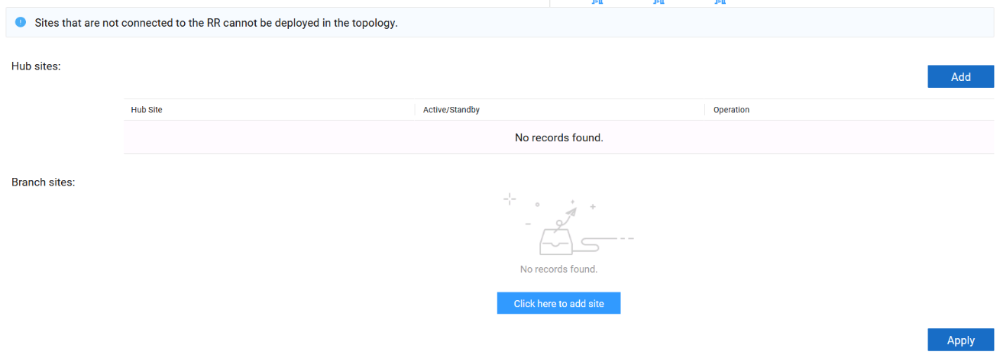 Sites that are not connected to the RR cannot be deployed in the topology.
Hub sites:
Add
Hub Site Active/Standby Operation
No records found.
Branch sites:
No records found.
Click here to add site
Apply